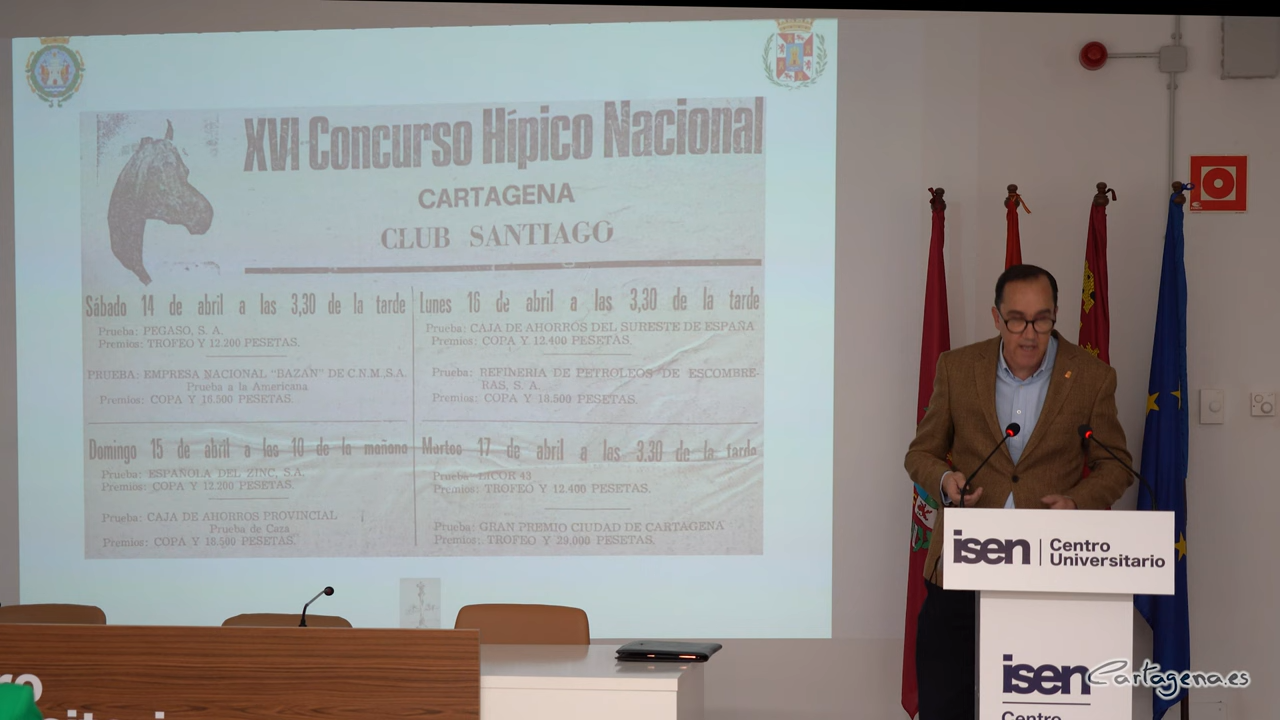 XVI Concurso Hípico Nacional
CARTAGENA
CLUB SANTIAGO
Sábado 14 de abril a las 3,30 de la tarde
Prueba: PEGASO, S. A.
Premios: TROFEO Y 12.200 PESETAS.
PRUEBA: EMPRESA NACIONAL "BAZAN" DE C.N.M.,S.A.
Prueba a la Americana
Premios: COPA Y 16.500 PESETAS.
Lunes 16 de abril a las 3,30 de la tarde
Prueba: CAJA DE AHORROS DEL SURESTE DE ESPAÑA
Premios: COPA Y 12.400 PESETAS.
Prueba: REFINERIA DE PETROLEOS DE ESCOMBRE-
RAS, S. A.
Premios: COPA Y 18.500 PESETAS.
Domingo 15 de abril a las 10 de la mañana
Prueba: ESPAÑOLA DEL ZINC, S.A.
Premios: COPA Y 12.200 PESETAS.
Prueba: CAJA DE AHORROS PROVINCIAL
Prueba de Caza
Premios: COPA Y 18.500 PESETAS.
Martes 17 de abril a las 3,30 de la tarde
Prueba: LICOR 43
Premios: TROFEO Y 12.400 PESETAS.
Prueba: GRAN PREMIO CIUDAD DE CARTAGENA
Premios: TROFEO Y 29.000 PESETAS.
isen Centro
Universitario
isen
Centro
Cartagena.es